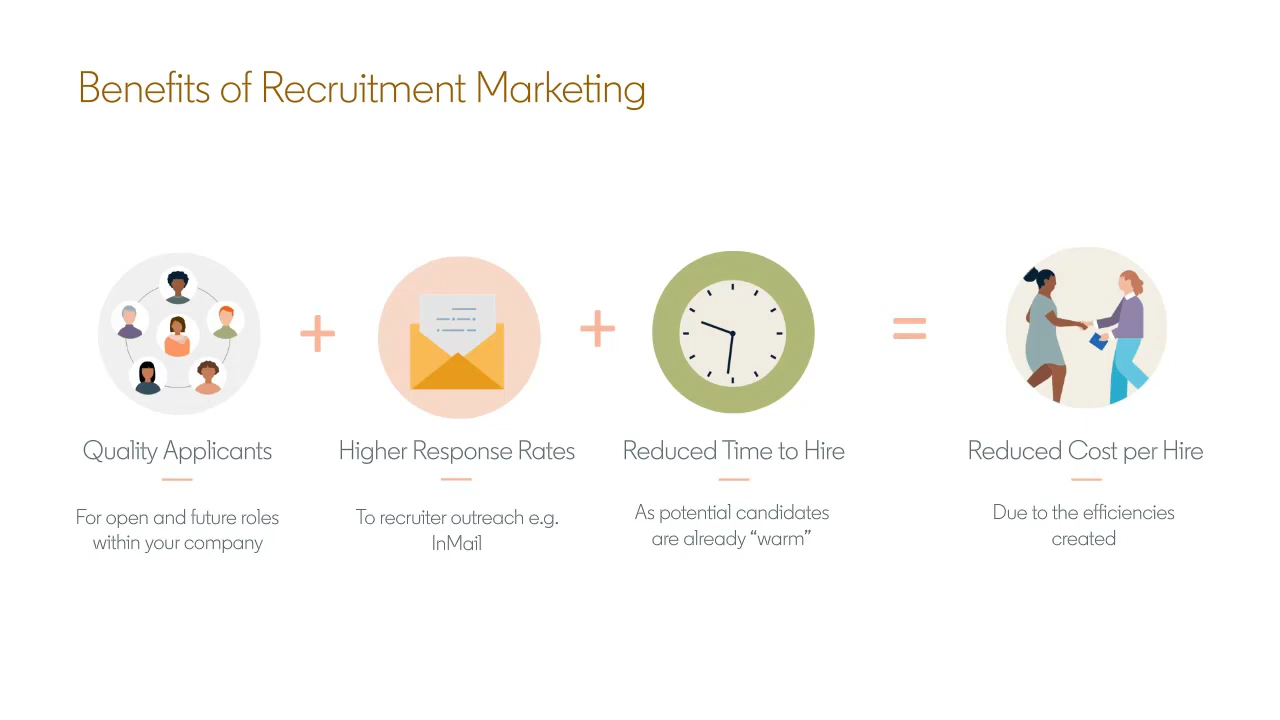 Benefits of Recruitment Marketing
+
+
=
Quality Applicants
For open and future roles
within your company
Higher Response Rates
To recruiter outreach e.g.
InMail
Reduced Time to Hire
As potential candidates
are already “warm”
Reduced Cost per Hire
Due to the efficiencies
created